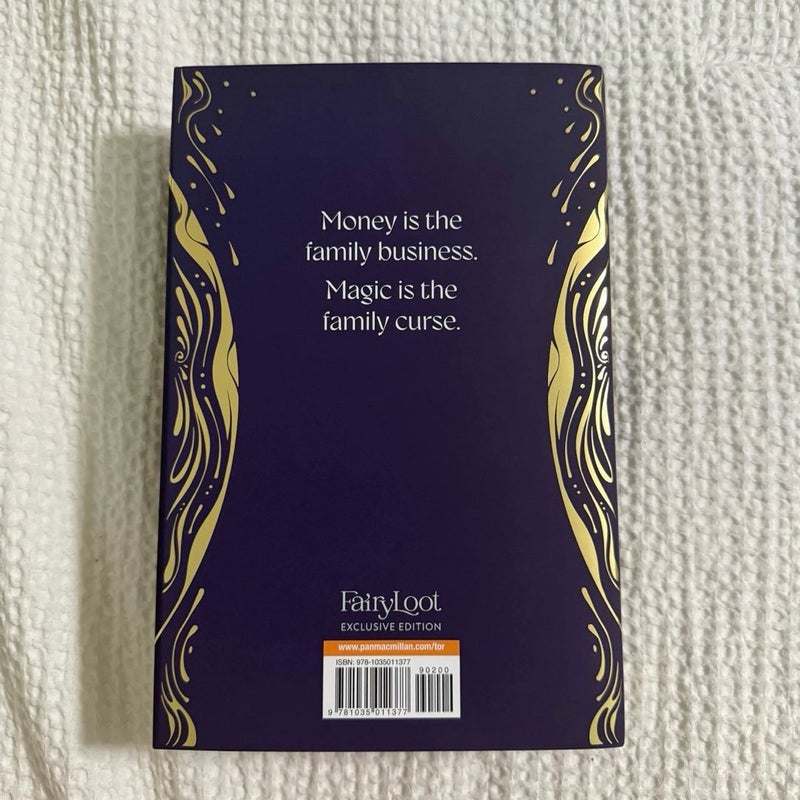 Money is the
family business.
Magic is the
family curse.
FairyLoot
EXCLUSIVE EDITION
www.panmacmillan.com/tor
ISBN: 978-1035011377
90200
9 781035 011377